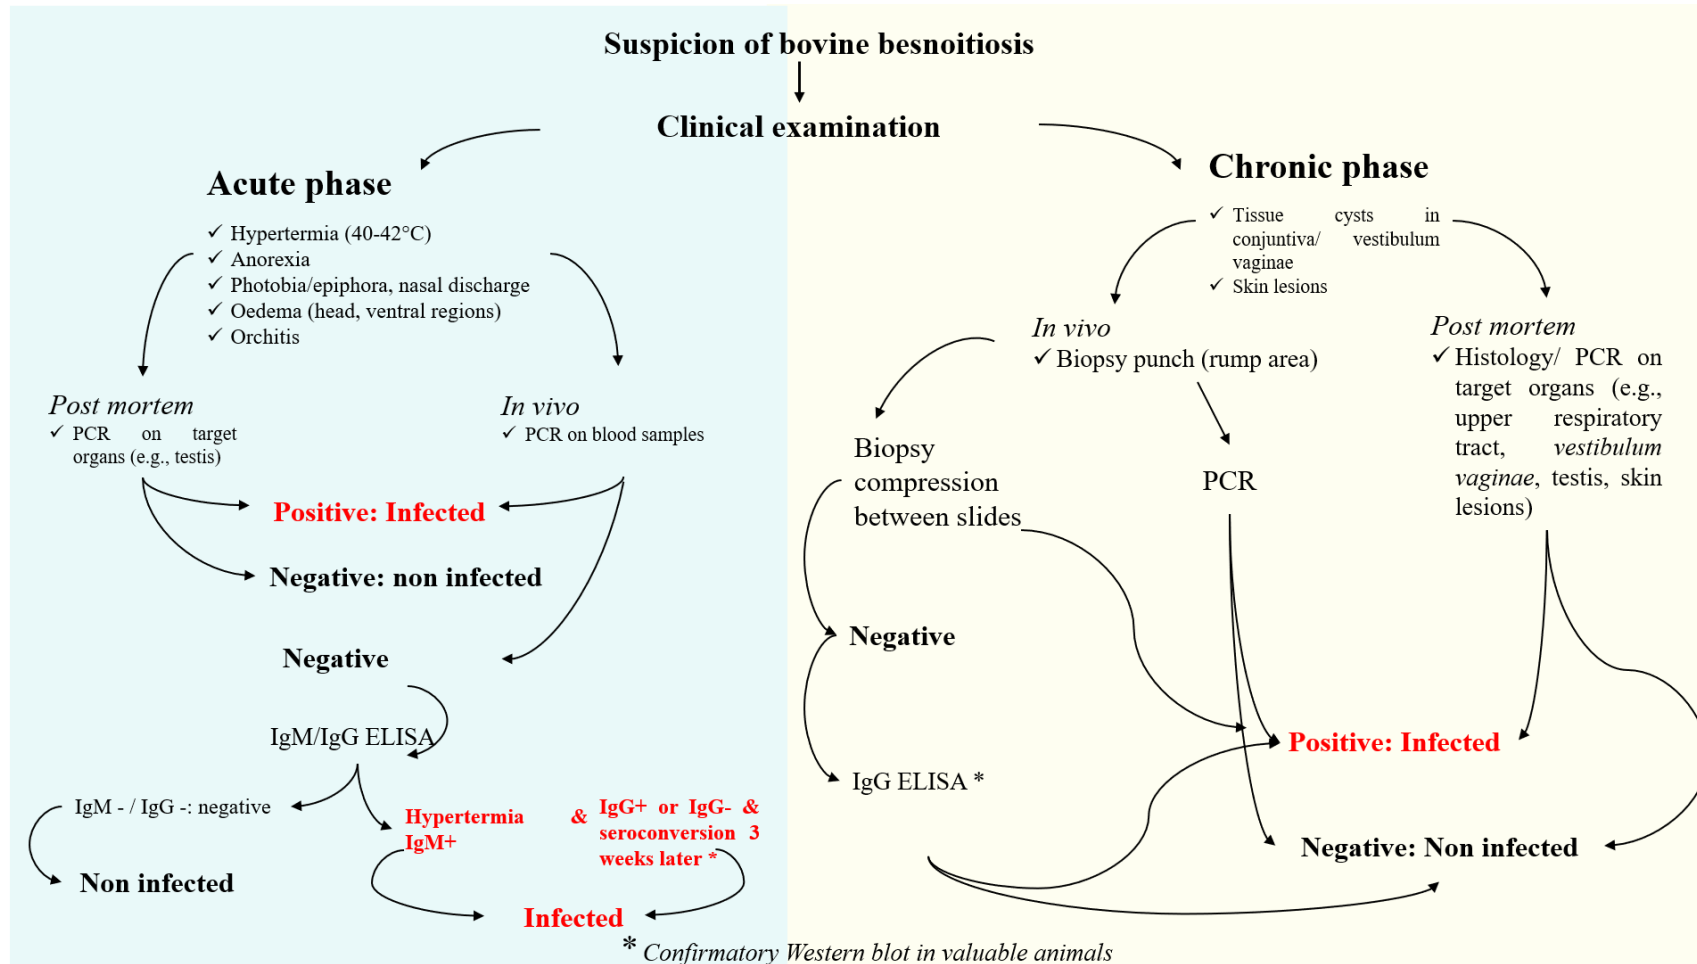 Suspicion of bovine besnoitiosis
Clinical examination
Acute phase
✓ Hypertermia (40-42°C)
✓ Anorexia
✓ Photobia/epiphora, nasal discharge
✓ Oedema (head, ventral regions)
✓ Orchitis
Post mortem
✓ PCR on target
organs (e.g., testis)
In vivo
✓ PCR on blood samples
Positive: Infected
Negative: non infected
Negative
IgM/IgG ELISA
IgM - / IgG -: negative
Non infected
Hypertermia &
IgM+
IgG+ or IgG- &
seroconversion 3
weeks later *
Infected
Chronic phase
✓ Tissue cysts in
conjuntiva/ vestibulum
vaginae
✓ Skin lesions
In vivo
✓ Biopsy punch (rump area)
Biopsy
compression
between slides
PCR
Post mortem
✓ Histology/ PCR on
target organs (e.g.,
upper respiratory
tract, vestibulum
vaginae, testis, skin
lesions)
Negative
IgG ELISA *
Positive: Infected
Negative: Non infected
* Confirmatory Western blot in valuable animals